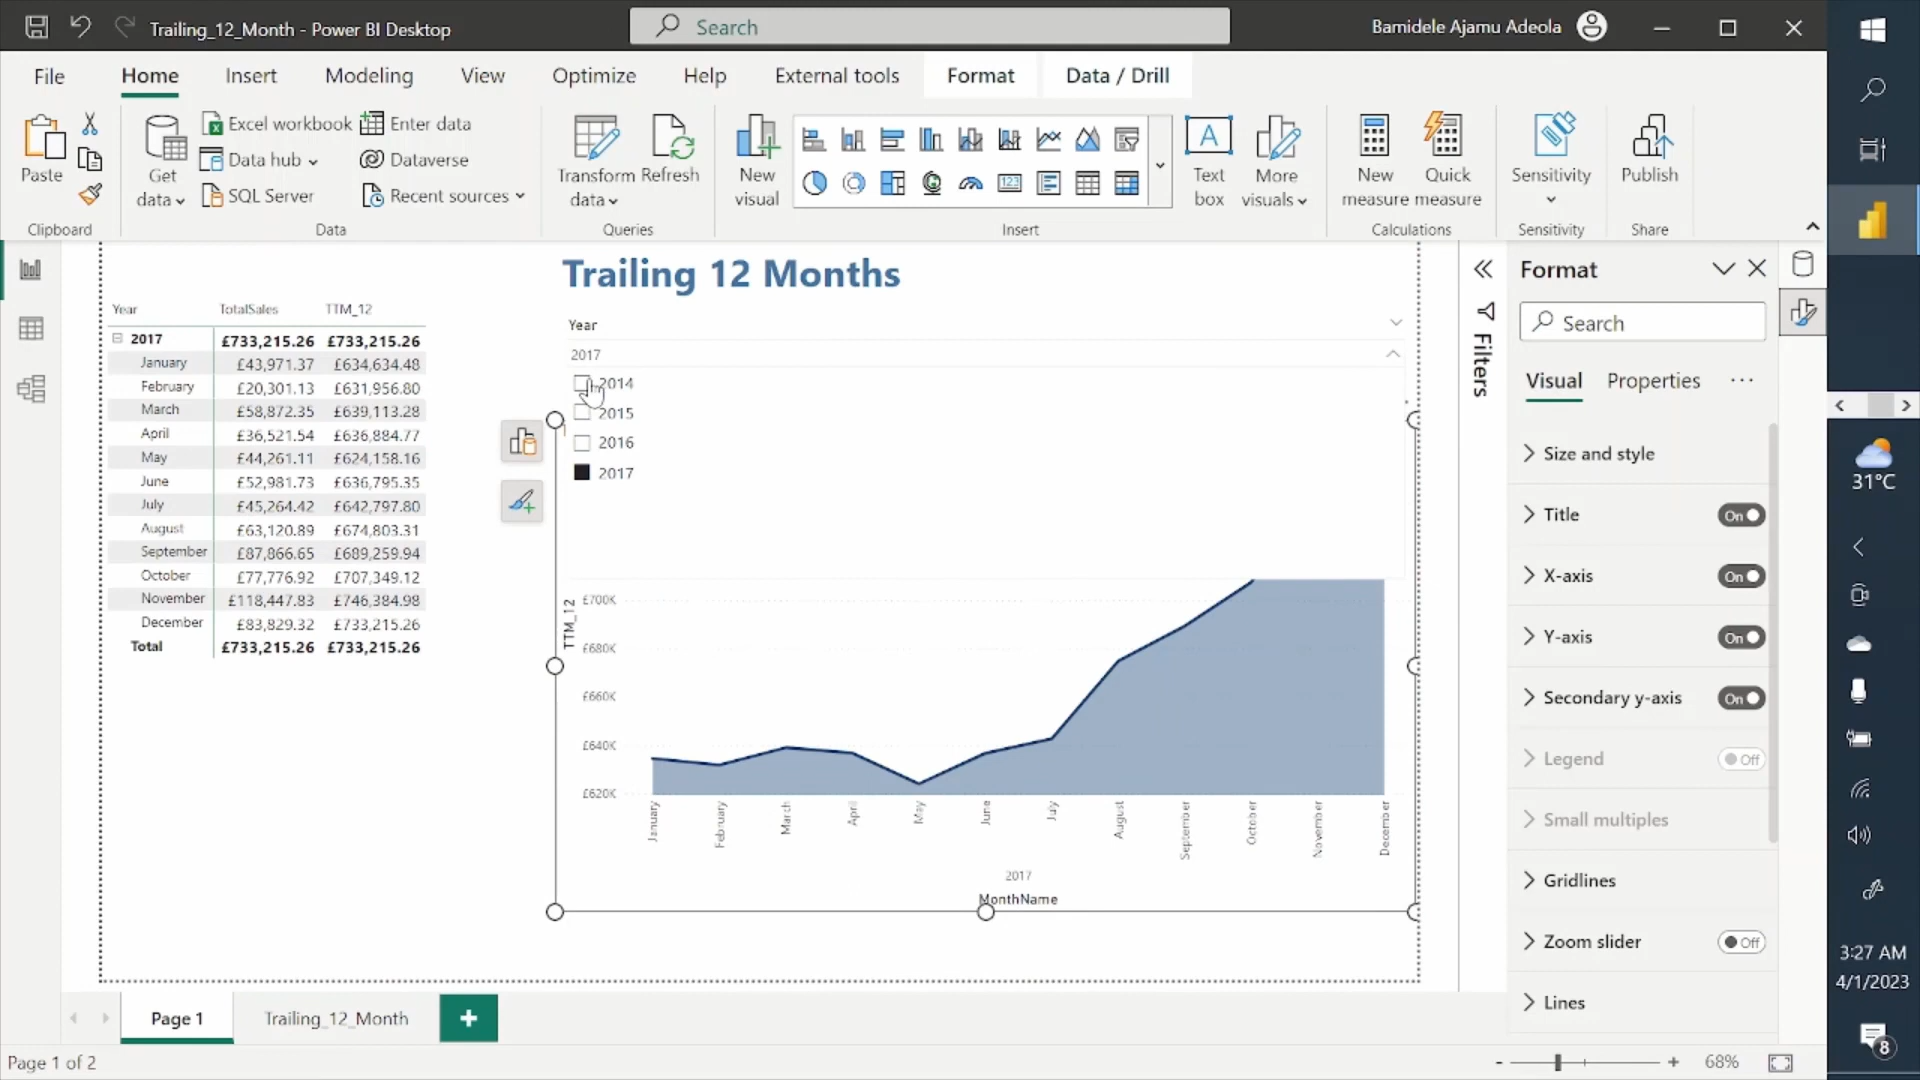 Trailing_12_Month - Power BI Desktop
Search
Bamidele Ajamu Adeola
File
Home
Insert
Modeling
View
Optimize
Help
External tools
Format
Data / Drill
Paste
Clipboard
Get data
Excel workbook
Data hub
SQL Server
Enter data
Dataverse
Recent sources
Data
Transform data
Refresh
Queries
New visual
123
Insert
A
Text box
More visuals
New measure
Quick measure
Calculations
Sensitivity
Sensitivity
Publish
Share
Trailing 12 Months
Year TotalSales TTM_12
2017 £733,215.26 £733,215.26
January £43,971.37 £634,634.48
February £20,301.13 £631,956.80
March £58,872.35 £639,113.28
April £36,521.54 £636,884.77
May £44,261.11 £624,158.16
June £52,981.73 £636,795.35
July £45,264.42 £642,797.80
August £63,120.89 £674,803.31
September £87,866.65 £689,259.94
October £77,776.92 £707,349.12
November £118,447.83 £746,384.98
December £83,829.32 £733,215.26
Total £733,215.26 £733,215.26
Year
2017
2014
2015
2016
2017
TTM_12
£700K
£680K
£660K
£640K
£620K
January
February
March
April
May
June
July
August
September
October
November
December
2017
MonthName
Filters
Format
Search
Visual
Properties
Size and style
Title On
X-axis On
Y-axis On
Secondary y-axis On
Legend Off
Small multiples
Gridlines
Zoom slider Off
Lines
31°C
3:27 AM
4/1/2023
8
Page 1
Trailing_12_Month
Page 1 of 2
68%